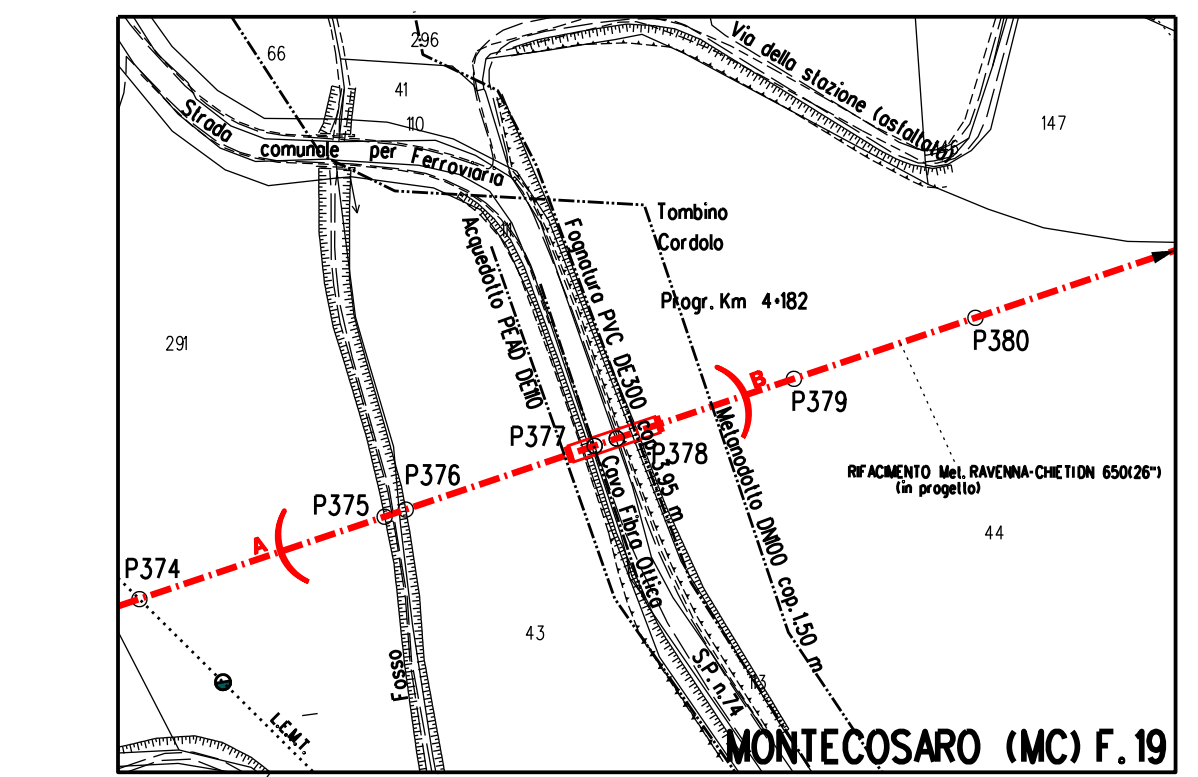 296
66
41
110
147
Via della stazione (asfaltata)
Strada comunale per Ferroviaria
Tombino
Cordolo
Progr. Km 4+182
Acquedotto PEAD DE110
Fognatura PVC DE300 cop. 3.95 m
291
P380
B
P379
P377
P378
Metanodotto DN100 cop. 1.50 m
P376
P375
RIFACIMENTO Met. RAVENNA-CHIETI DN 650(26")
(in progetto)
Cavo Fibra Ottica
44
A
P374
43
Fosso
S.P. n.74
113
L.E.M.T.
MONTECOSARO (MC) F. 19